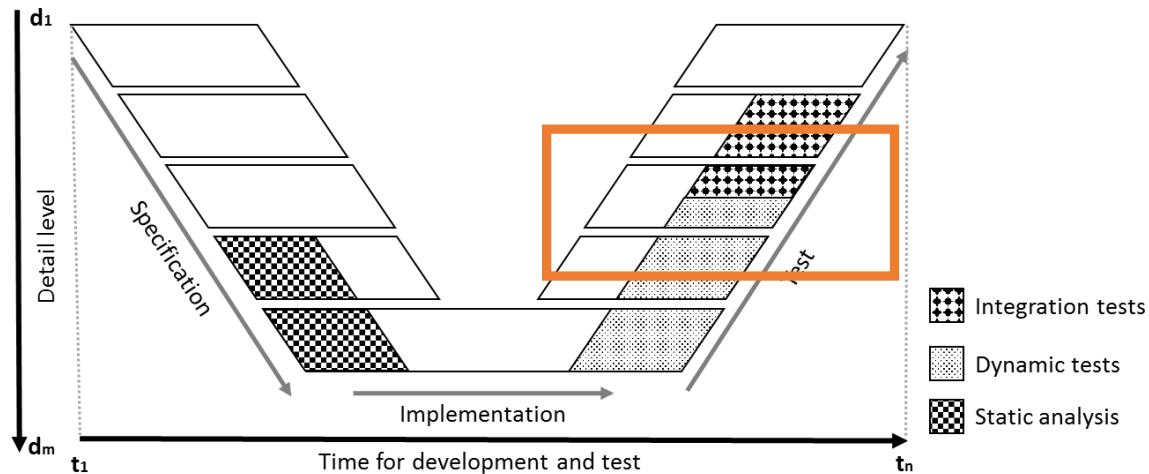 d1
Detail level
Specification
Test
Integration tests
Dynamic tests
Static analysis
Implementation
dm
t1
Time for development and test
tn